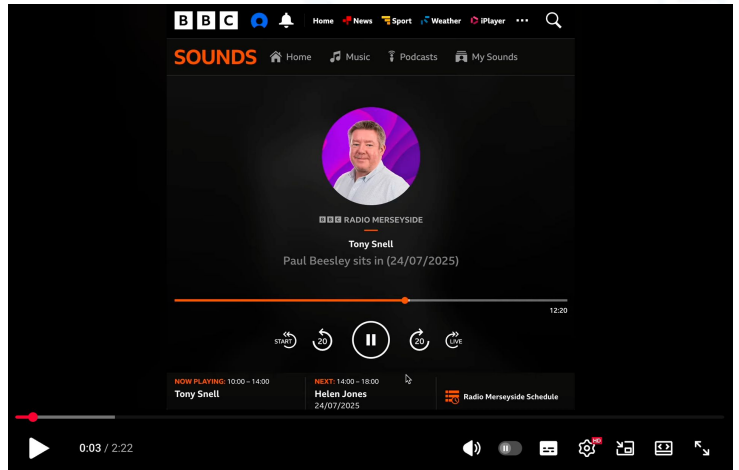 BBC Home News Sport Weather iPlayer
SOUNDS Home Music Podcasts My Sounds
BBC RADIO MERSEYSIDE
Tony Snell
Paul Beesley sits in (24/07/2025)
12:20
START 20 20 LIVE
NOW PLAYING: 10:00 – 14:00
Tony Snell
NEXT: 14:00 – 18:00
Helen Jones
24/07/2025
Radio Merseyside Schedule
0:03 / 2:22 HD